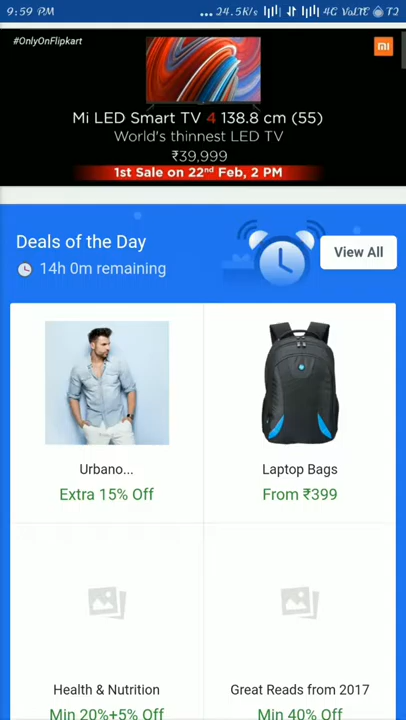 9:59 PM
... 24.5K/s 4G VoLTE 72
#OnlyOnFlipkart
mi
Mi LED Smart TV 4 138.8 cm (55)
World's thinnest LED TV
₹39,999
1st Sale on 22nd Feb, 2 PM
Deals of the Day
View All
14h 0m remaining
Urbano...
Laptop Bags
Extra 15% Off
From ₹399
Health & Nutrition
Great Reads from 2017
Min 20%+5% Off
Min 40% Off